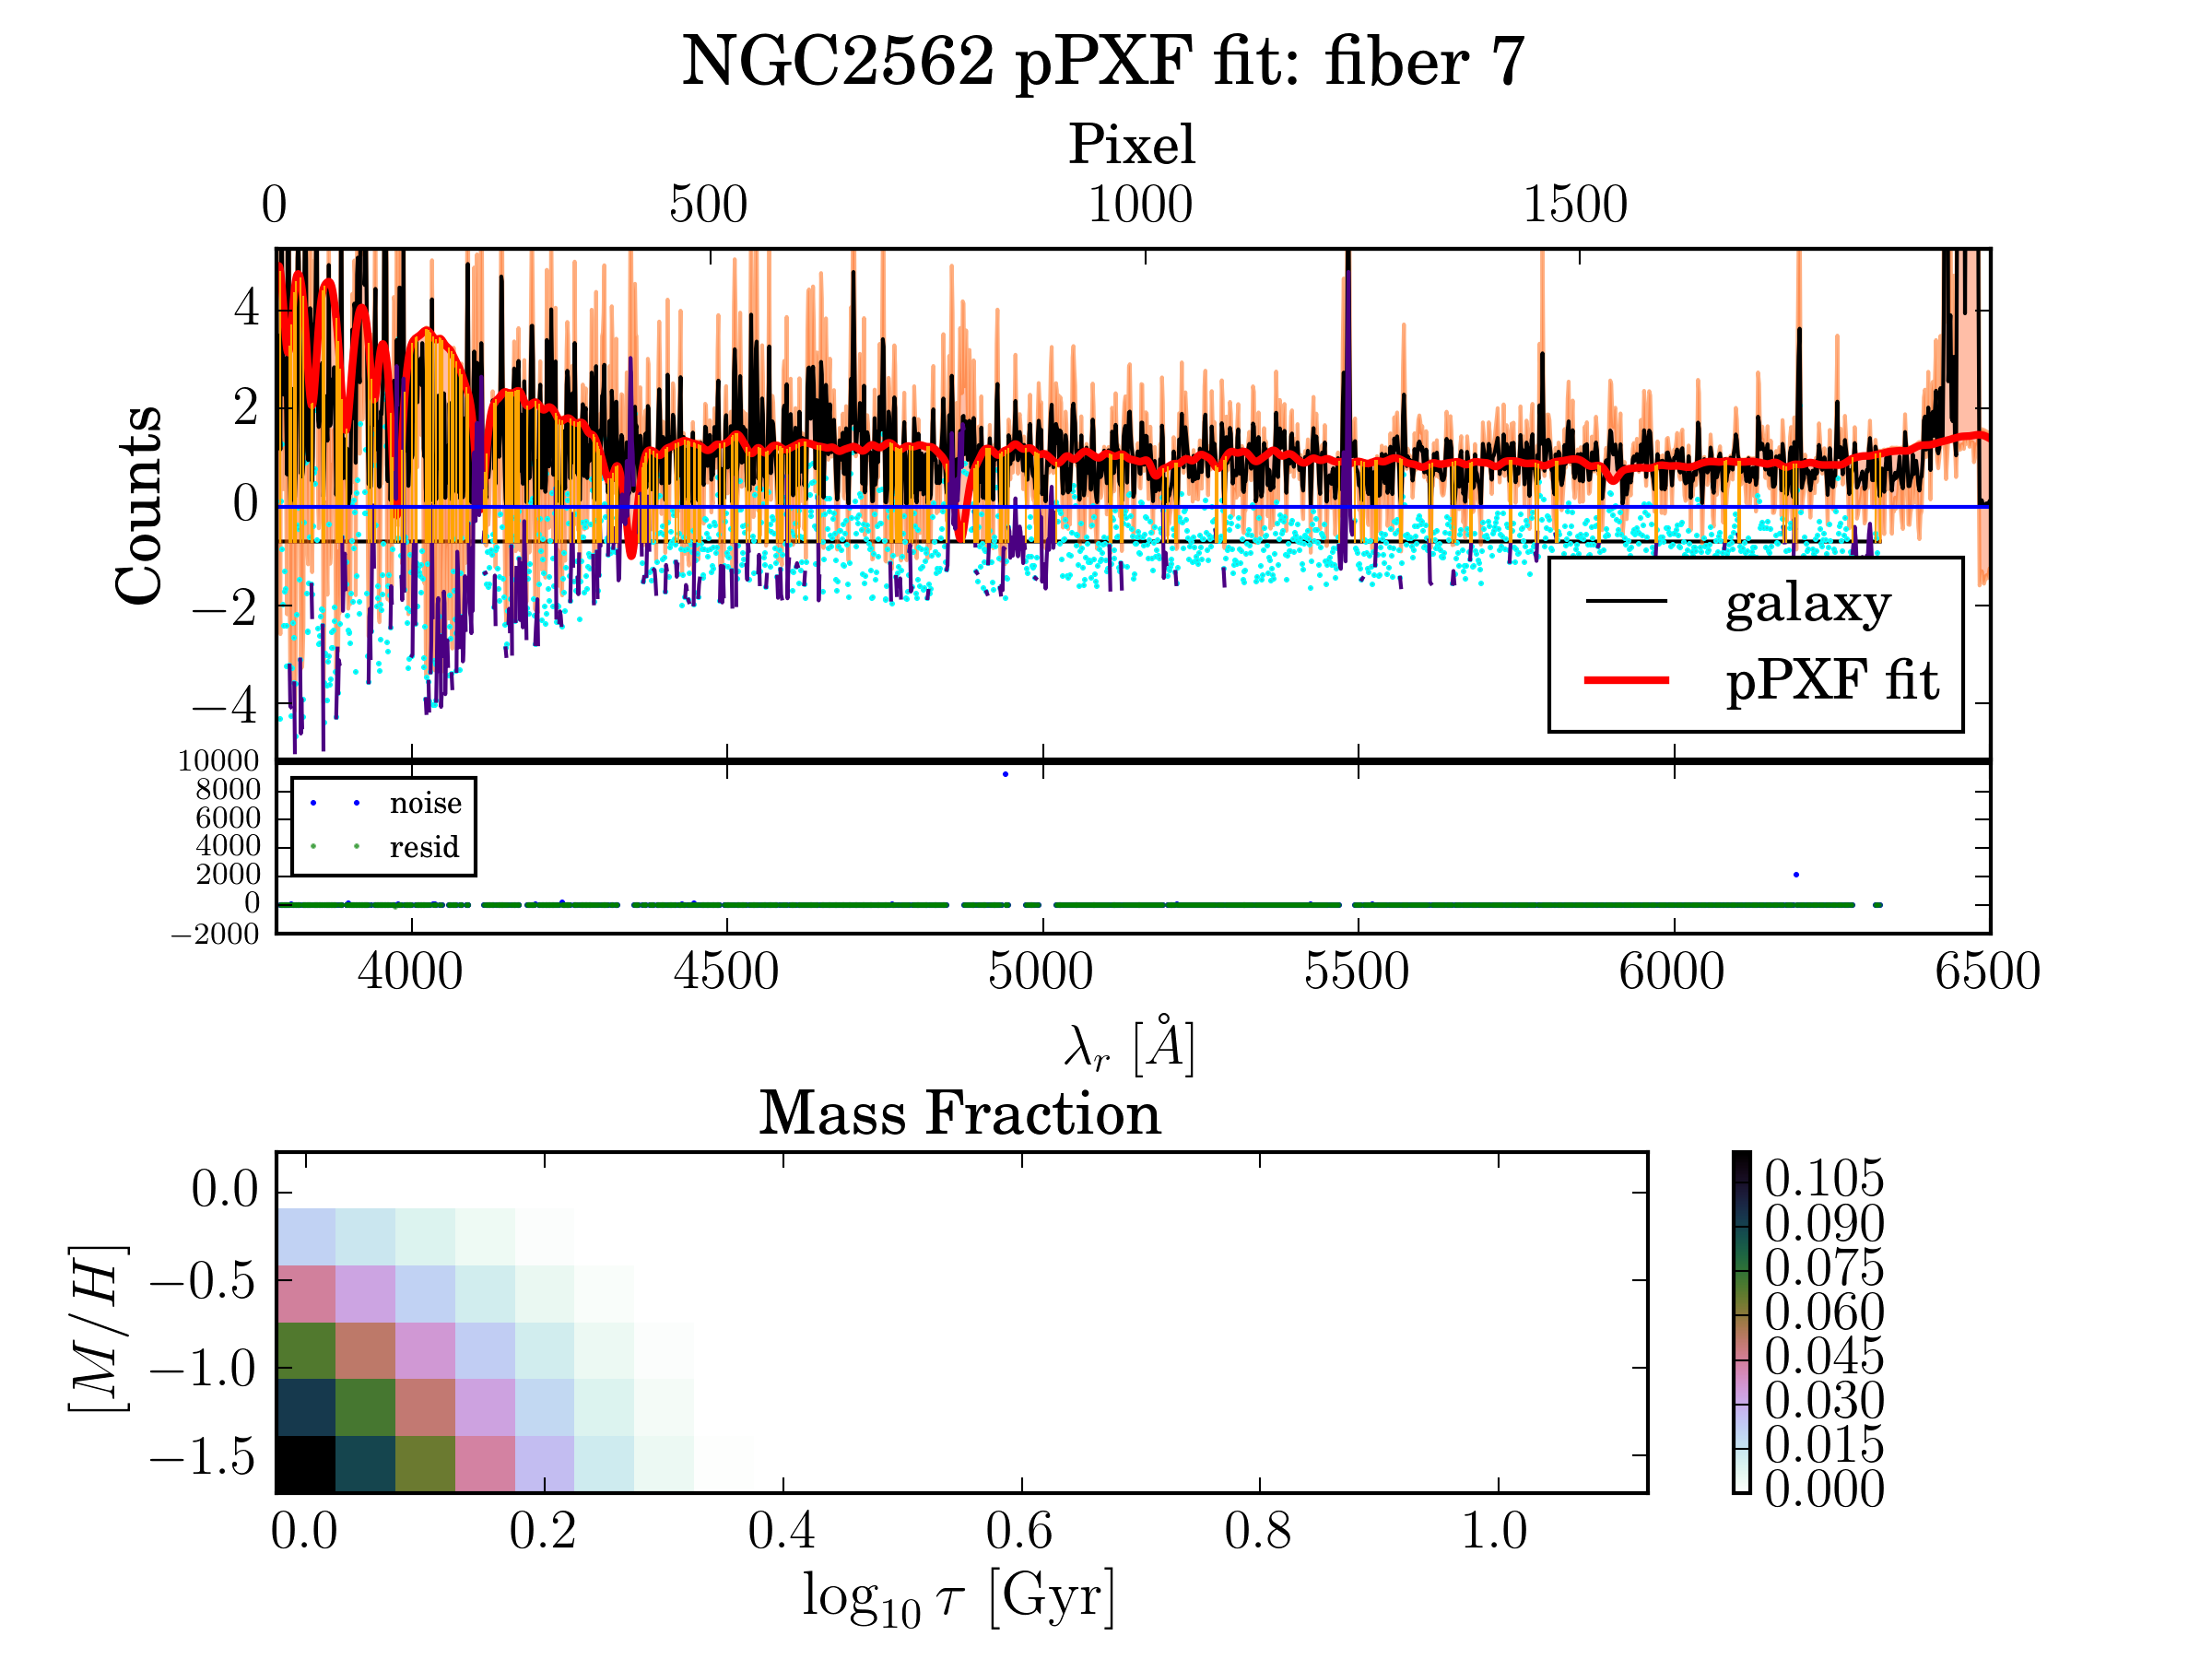 NGC2562 pPXF fit: fiber 7
Pixel
0 500 1000 1500
Counts
4
2
0
−2
−4
galaxy
pPXF fit
10000
8000
6000
4000
2000
0
−2000
noise
resid
4000 4500 5000 5500 6000 6500
λr [Å]
Mass Fraction
[M/H]
0.0
−0.5
−1.0
−1.5
0.0 0.2 0.4 0.6 0.8 1.0
log10 τ [Gyr]
0.105
0.090
0.075
0.060
0.045
0.030
0.015
0.000